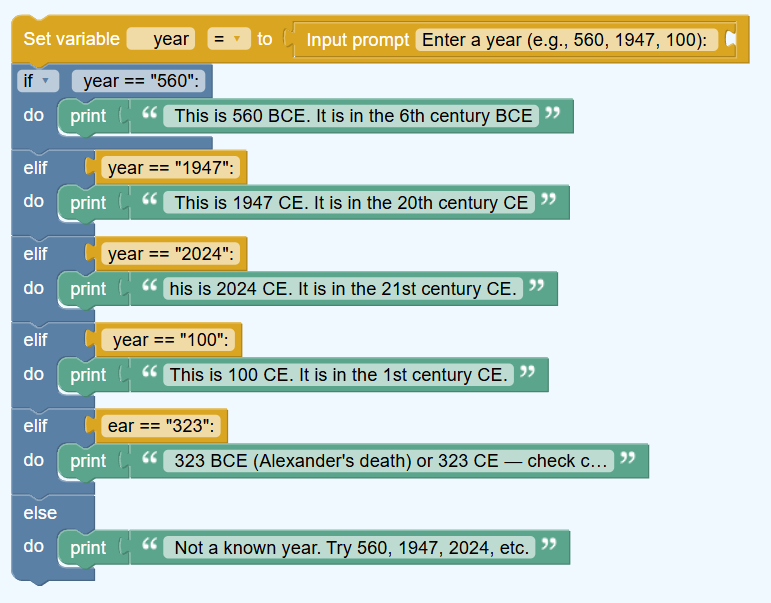 Set variable year = to Input prompt Enter a year (e.g., 560, 1947, 100):
if year == "560":
do print “ This is 560 BCE. It is in the 6th century BCE ”
elif year == "1947":
do print “ This is 1947 CE. It is in the 20th century CE ”
elif year == "2024":
do print “ his is 2024 CE. It is in the 21st century CE. ”
elif year == "100":
do print “ This is 100 CE. It is in the 1st century CE. ”
elif ear == "323":
do print “ 323 BCE (Alexander's death) or 323 CE — check c... ”
else
do print “ Not a known year. Try 560, 1947, 2024, etc. ”